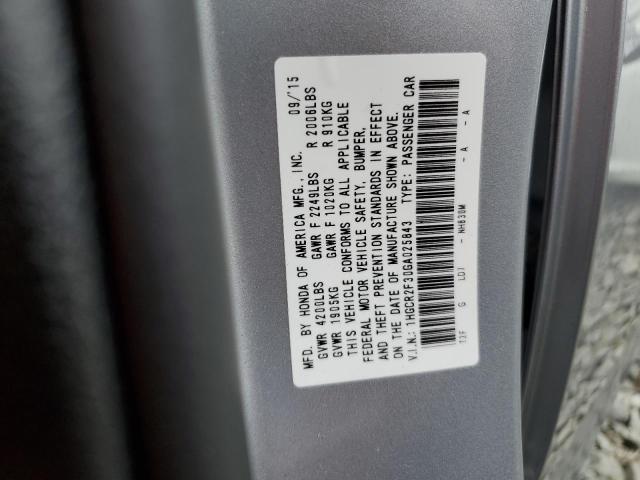 MFD. BY HONDA OF AMERICA MFG., INC. 09/'15
GVWR 4200LBS GAWR F 2249LBS R 2006LBS
GVWR 1905KG GAWR F 1020KG R 910KG
THIS VEHICLE CONFORMS TO ALL APPLICABLE
FEDERAL MOTOR VEHICLE SAFETY, BUMPER,
AND THEFT PREVENTION STANDARDS IN EFFECT
ON THE DATE OF MANUFACTURE SHOWN ABOVE.
V.I.N.: 1HGCR2F30GA025843 TYPE: PASSENGER CAR
T2F G LDT - NH830M - A - A